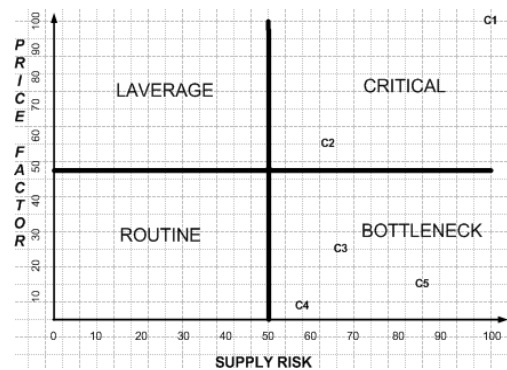 PRICE FACTOR
100
90
80
70
60
50
40
30
20
10
C1
LAVERAGE
CRITICAL
C2
ROUTINE
BOTTLENECK
C3
C5
C4
0 10 20 30 40 50 60 70 80 90 100
SUPPLY RISK